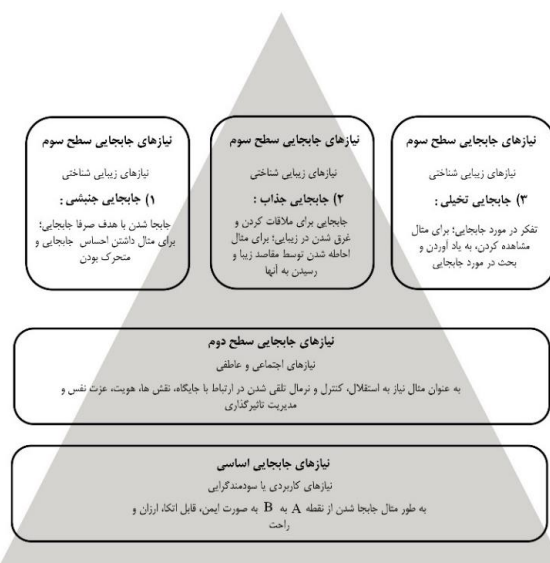 نیازهای جابجایی سطح سوم
نیازهای زیبایی شناختی
۱) جابجایی جنبشی :
جابجا شدن با هدف صرفا جابجایی؛
برای مثال داشتن احساس جابجایی و
متحرک بودن
نیازهای جابجایی سطح سوم
نیازهای زیبایی شناختی
۲) جابجایی جذاب :
جابجایی برای ملاقات کردن و
غرق شدن در زیبایی؛ برای مثال
احاطه شدن توسط مقاصد زیبا و
رسیدن به آنها
نیازهای جابجایی سطح سوم
نیازهای زیبایی شناختی
۳) جابجایی تخیلی :
تفکر در مورد جابجایی؛ برای مثال
مشاهده کردن، به یاد آوردن و
بحث در مورد جابجایی
نیازهای جابجایی سطح دوم
نیازهای اجتماعی و عاطفی
به عنوان مثال نیاز به استقلال، کنترل و نرمال تلقی شدن در ارتباط با جایگاه، نقش ها، هویت، عزت نفس و
مدیریت تاثیرگذاری
نیازهای جابجایی اساسی
نیازهای کاربردی یا سودمندگرایی
به طور مثال جابجا شدن از نقطه A به B به صورت ایمن، قابل اتکا، ارزان و
راحت